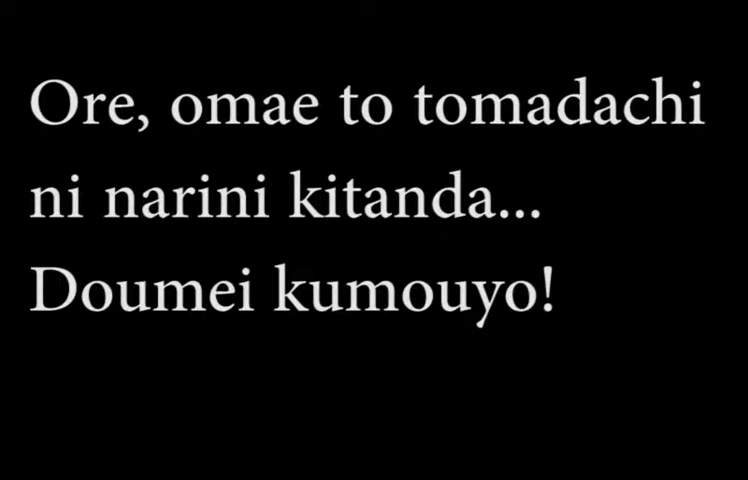 Ore, omae to tomadachi
ni narini kitanda...
Doumei kumouyo!